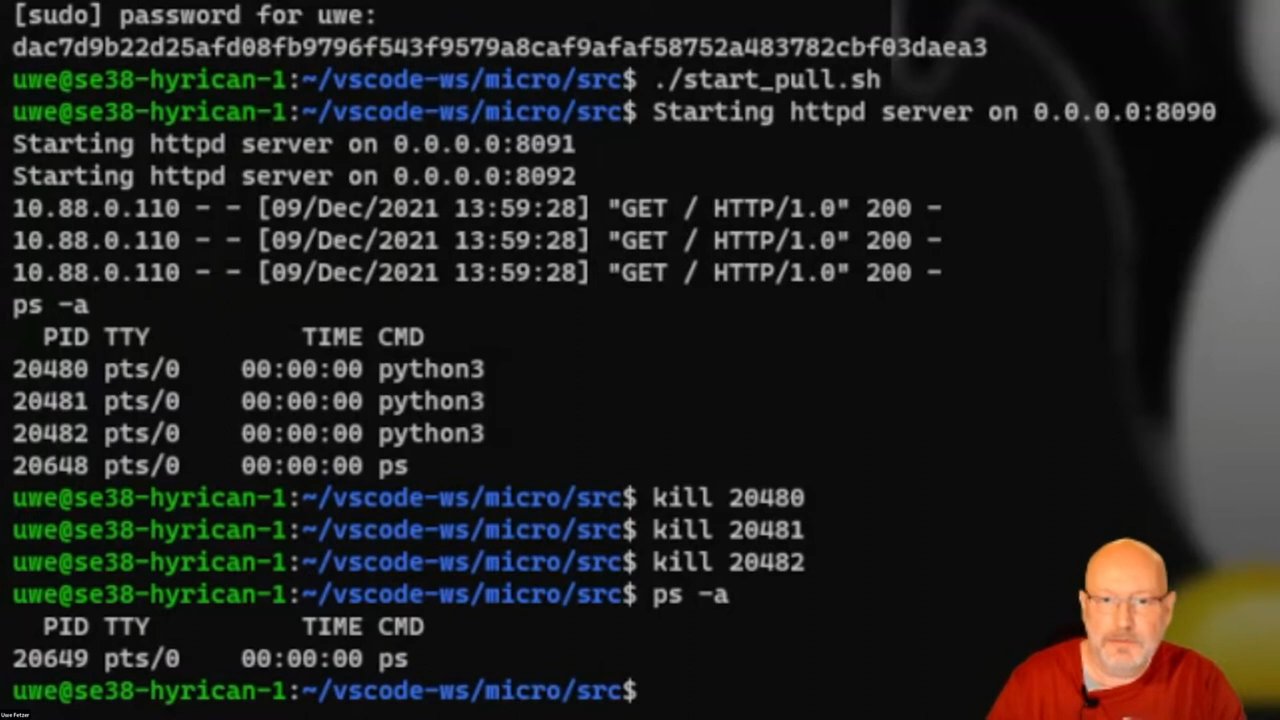 [sudo] password for uwe:
dac7d9b22d25afd08fb9796f543f9579a8caf9afaf58752a483782cbf03daea3
uwe@se38-hyrican-1:~/vscode-ws/micro/src$ ./start_pull.sh
uwe@se38-hyrican-1:~/vscode-ws/micro/src$ Starting httpd server on 0.0.0.0:8090
Starting httpd server on 0.0.0.0:8091
Starting httpd server on 0.0.0.0:8092
10.88.0.110 - - [09/Dec/2021 13:59:28] "GET / HTTP/1.0" 200 -
10.88.0.110 - - [09/Dec/2021 13:59:28] "GET / HTTP/1.0" 200 -
10.88.0.110 - - [09/Dec/2021 13:59:28] "GET / HTTP/1.0" 200 -
ps -a
PID TTY TIME CMD
20480 pts/0 00:00:00 python3
20481 pts/0 00:00:00 python3
20482 pts/0 00:00:00 python3
20648 pts/0 00:00:00 ps
uwe@se38-hyrican-1:~/vscode-ws/micro/src$ kill 20480
uwe@se38-hyrican-1:~/vscode-ws/micro/src$ kill 20481
uwe@se38-hyrican-1:~/vscode-ws/micro/src$ kill 20482
uwe@se38-hyrican-1:~/vscode-ws/micro/src$ ps -a
PID TTY TIME CMD
20649 pts/0 00:00:00 ps
uwe@se38-hyrican-1:~/vscode-ws/micro/src$
Uwe Fetzer